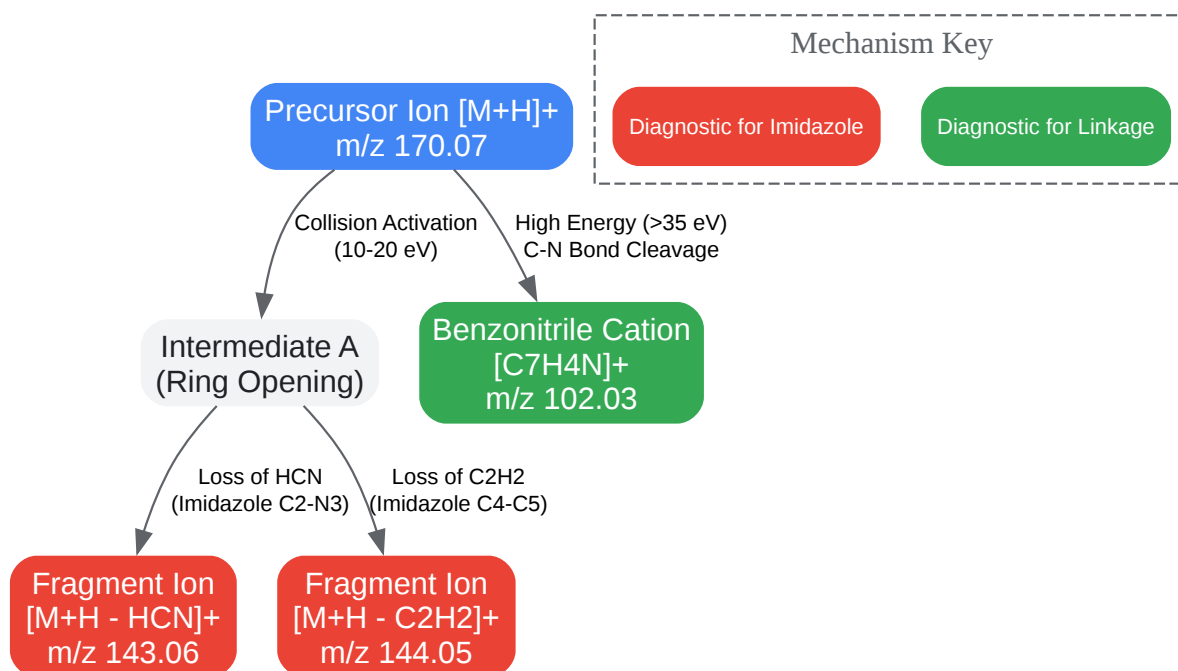 Mechanism Key
Diagnostic for Imidazole
Diagnostic for Linkage
Precursor Ion [M+H]+
m/z 170.07
Collision Activation
(10-20 eV)
High Energy (>35 eV)
C-N Bond Cleavage
Intermediate A
(Ring Opening)
Benzonitrile Cation
[C7H4N]+
m/z 102.03
Loss of HCN
(Imidazole C2-N3)
Loss of C2H2
(Imidazole C4-C5)
Fragment Ion
[M+H - HCN]+
m/z 143.06
Fragment Ion
[M+H - C2H2]+
m/z 144.05